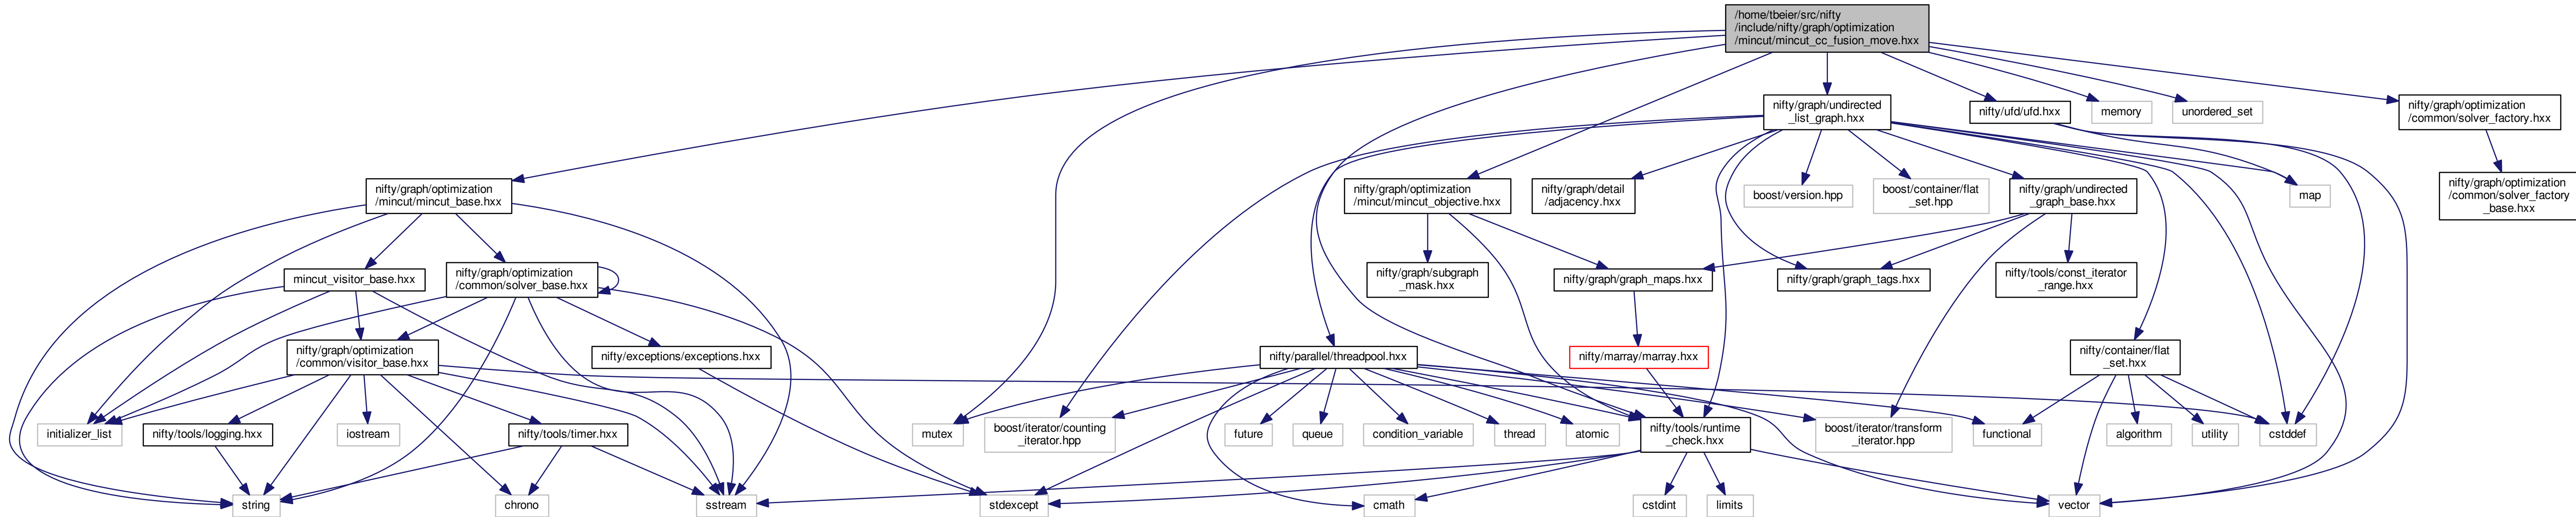 /home/tbeier/src/nifty
/include/nifty/graph/optimization
/mincut/mincut_cc_fusion_move.hxx
nifty/graph/undirected
_list_graph.hxx
nifty/ufd/ufd.hxx
memory
unordered_set
nifty/graph/optimization
/common/solver_factory.hxx
nifty/graph/optimization
/mincut/mincut_base.hxx
nifty/graph/optimization
/mincut/mincut_objective.hxx
nifty/graph/detail
/adjacency.hxx
boost/version.hpp
boost/container/flat
_set.hpp
nifty/graph/undirected
_graph_base.hxx
map
nifty/graph/optimization
/common/solver_factory
_base.hxx
mincut_visitor_base.hxx
nifty/graph/optimization
/common/solver_base.hxx
nifty/graph/subgraph
_mask.hxx
nifty/graph/graph_maps.hxx
nifty/graph/graph_tags.hxx
nifty/tools/const_iterator
_range.hxx
nifty/graph/optimization
/common/visitor_base.hxx
nifty/exceptions/exceptions.hxx
nifty/parallel/threadpool.hxx
nifty/marray/marray.hxx
nifty/container/flat
_set.hxx
initializer_list
nifty/tools/logging.hxx
iostream
nifty/tools/timer.hxx
mutex
boost/iterator/counting
_iterator.hpp
future
queue
condition_variable
thread
atomic
nifty/tools/runtime
_check.hxx
boost/iterator/transform
_iterator.hpp
functional
algorithm
utility
cstddef
string
chrono
sstream
stdexcept
cmath
cstdint
limits
vector